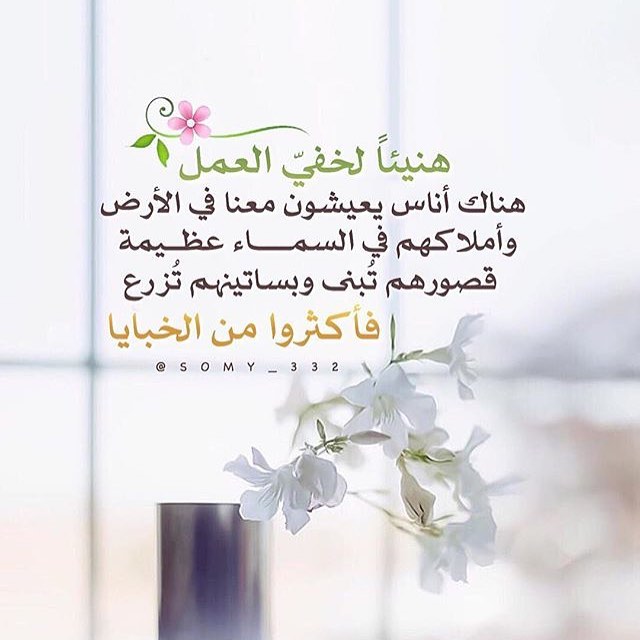 هنيئاً لخفيّ العمل
هناك أناس يعيشون معنا في الأرض
وأملاكهم في السمـــاء عظـيمة
قصورهم تُبنى وبساتينهم تُزرع
فأكثروا من الخبايا
@SOMY_332